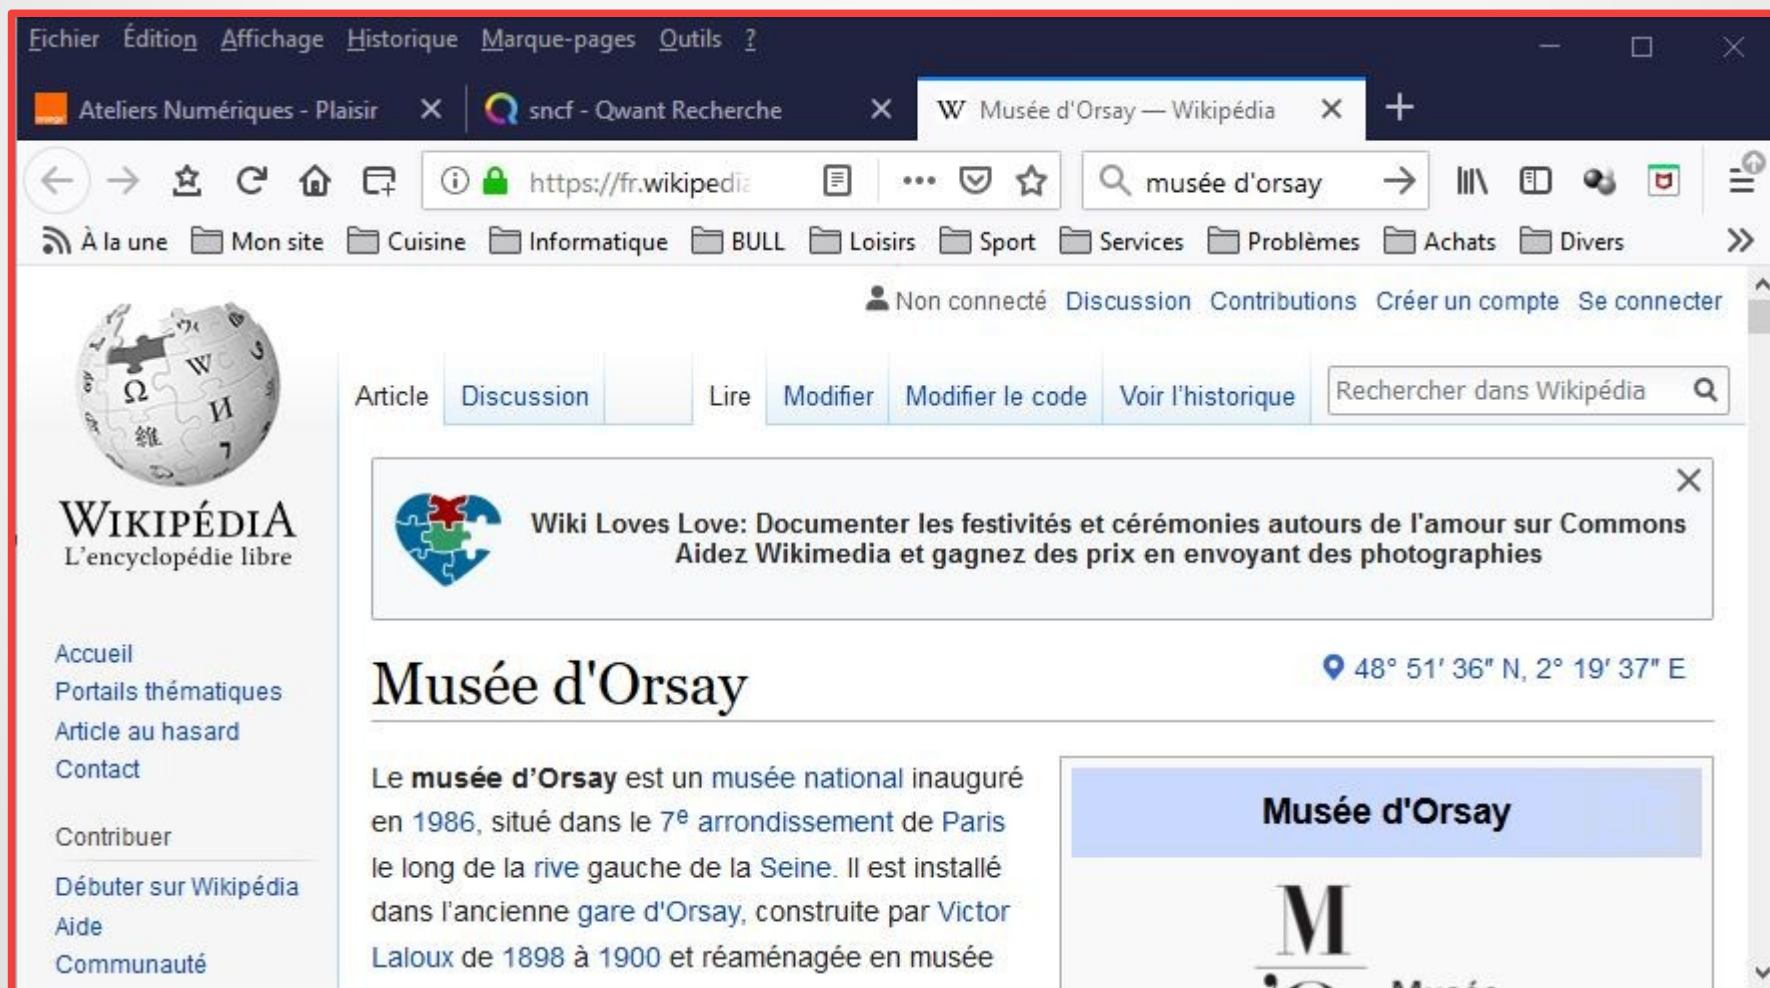 Fichier Édition Affichage Historique Marque-pages Outils ?
Ateliers Numériques - Plaisir
sncf - Qwant Recherche
W Musée d'Orsay — Wikipédia
https://fr.wikipedia
musée d'orsay
À la une Mon site Cuisine Informatique BULL Loisirs Sport Services Problèmes Achats Divers
Non connecté Discussion Contributions Créer un compte Se connecter
Article Discussion Lire Modifier Modifier le code Voir l'historique Rechercher dans Wikipédia
WIKIPÉDIA
L'encyclopédie libre
Accueil
Portails thématiques
Article au hasard
Contact
Contribuer
Débuter sur Wikipédia
Aide
Communauté
Wiki Loves Love: Documenter les festivités et cérémonies autours de l'amour sur Commons
Aidez Wikimedia et gagnez des prix en envoyant des photographies
Musée d'Orsay
48° 51′ 36″ N, 2° 19′ 37″ E
Le musée d’Orsay est un musée national inauguré
en 1986, situé dans le 7e arrondissement de Paris
le long de la rive gauche de la Seine. Il est installé
dans l'ancienne gare d'Orsay, construite par Victor
Laloux de 1898 à 1900 et réaménagée en musée
Musée d'Orsay
M